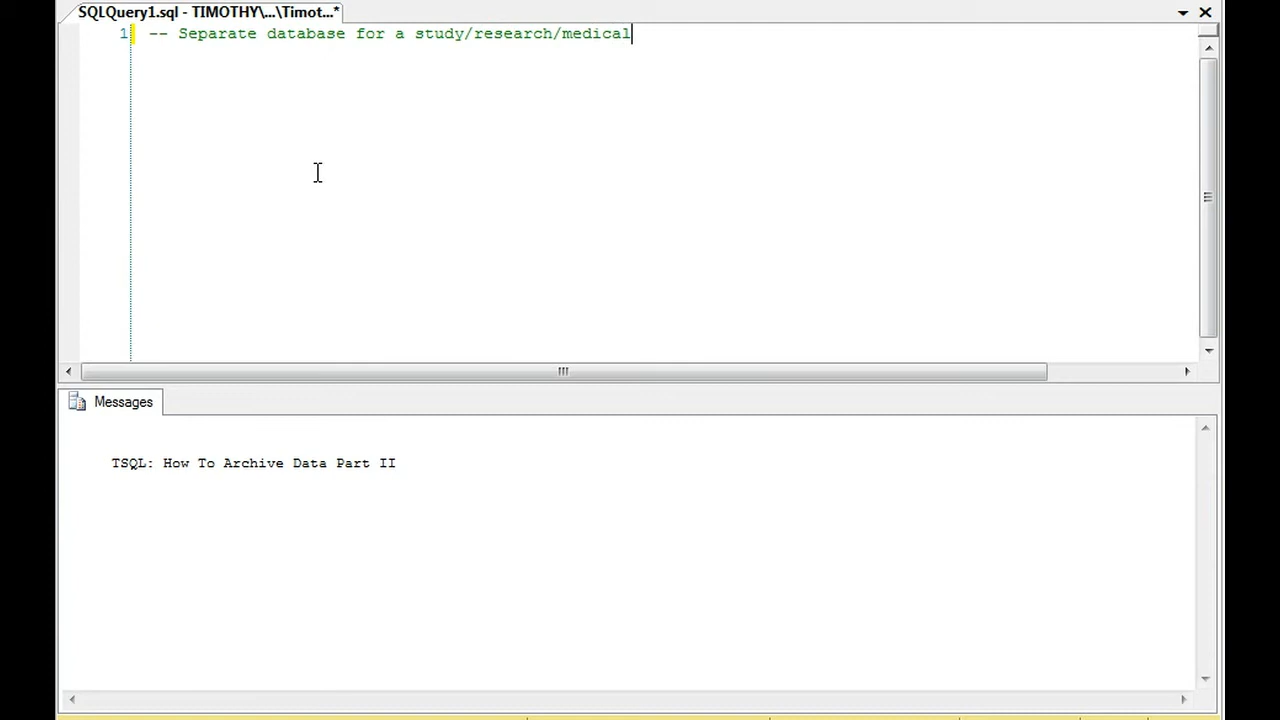 SQLQuery1.sql - TIMOTHY\...\Timot...*
1 -- Separate database for a study/research/medical
Messages
TSQL: How To Archive Data Part II